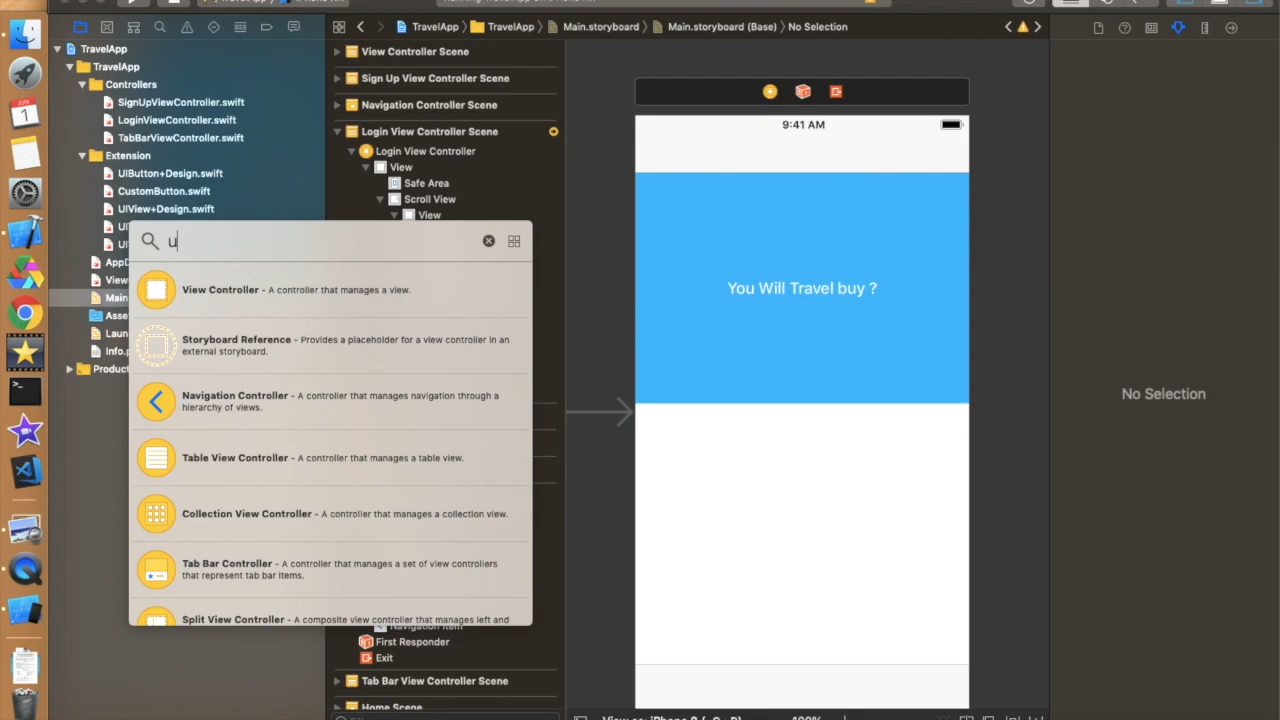 TravelApp
TravelApp
Main.storyboard
Main.storyboard (Base)
No Selection
TravelApp
TravelApp
Controllers
SignUpViewController.swift
LoginViewController.swift
TabBarViewController.swift
Extension
UIButton+Design.swift
CustomButton.swift
UIView+Design.swift
Main
Info.p
View Controller Scene
Sign Up View Controller Scene
Navigation Controller Scene
Login View Controller Scene
Login View Controller
View
Safe Area
Scroll View
View
u
View Controller - A controller that manages a view.
Storyboard Reference - Provides a placeholder for a view controller in an
external storyboard.
Navigation Controller - A controller that manages navigation through a
hierarchy of views.
Table View Controller - A controller that manages a table view.
Collection View Controller - A controller that manages a collection view.
Tab Bar Controller - A controller that manages a set of view controllers
that represent tab bar items.
Split View Controller - A composite view controller that manages left and
Navigation Item
First Responder
Exit
Tab Bar View Controller Scene
Home Scene
9:41 AM
You Will Travel buy ?
No Selection
JUN
1